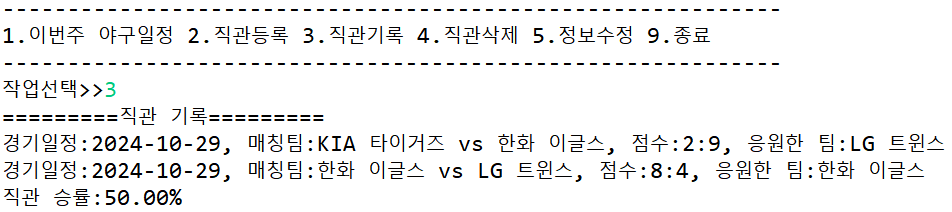 --------------------------------------------------------------
1.이번주 야구일정 2.직관등록 3.직관기록 4.직관삭제 5.정보수정 9.종료
--------------------------------------------------------------
작업선택>>3
=========직관 기록=========
경기일정:2024-10-29, 매칭팀:KIA 타이거즈 vs 한화 이글스, 점수:2:9, 응원한 팀:LG 트윈스
경기일정:2024-10-29, 매칭팀:한화 이글스 vs LG 트윈스, 점수:8:4, 응원한 팀:한화 이글스
직관 승률:50.00%